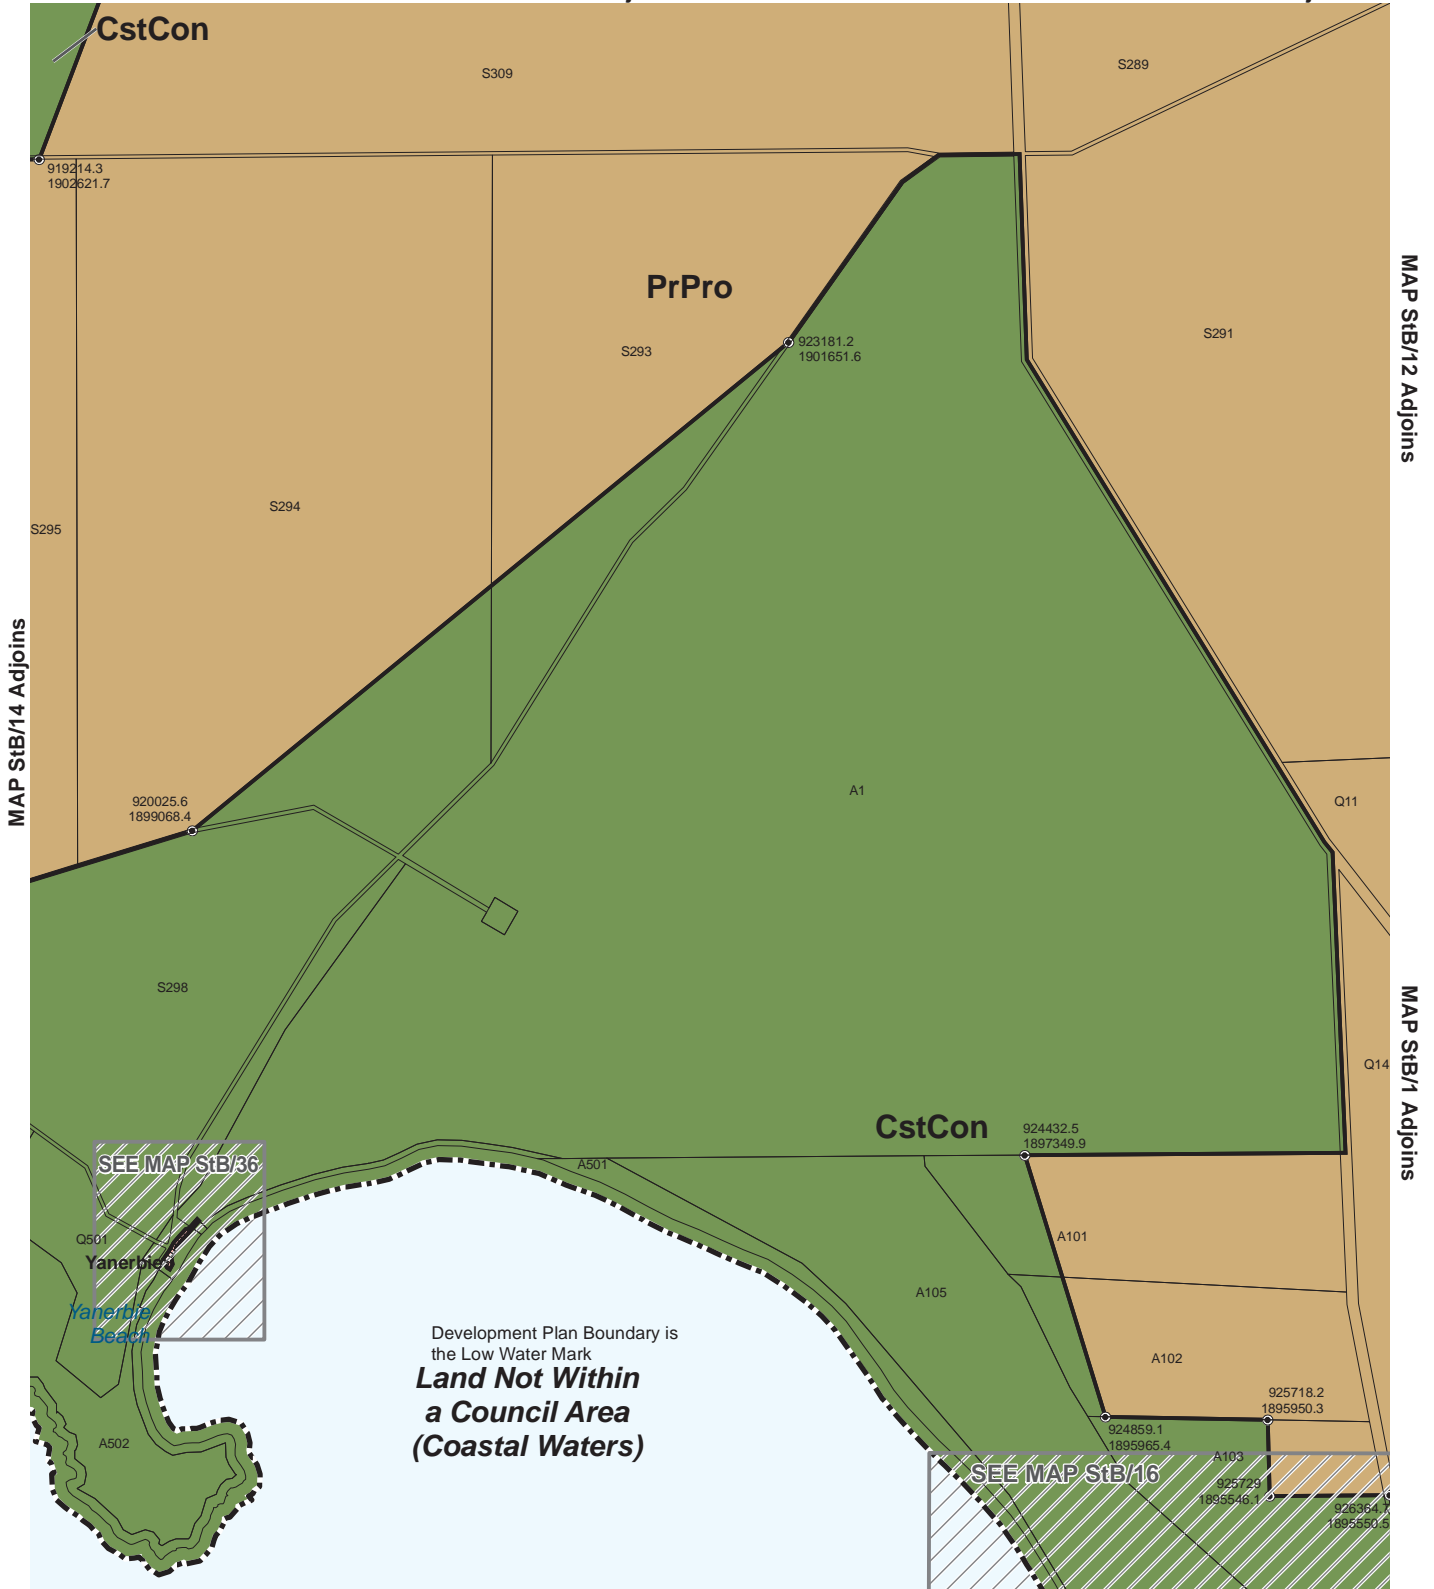 CstCon
S309
S289
919214.3
1902621.7
PrPro
S293
923181.2
1901651.6
S291
MAP StB/12 Adjoins
S294
S295
MAP StB/14 Adjoins
920025.6
1899068.4
A1
Q11
S298
Q14
MAP StB/1 Adjoins
CstCon
924432.5
1897349.9
SEE MAP StB/36
A501
Q501
Yanerbie
A101
A105
Yanerbie
Beach
Development Plan Boundary is
the Low Water Mark
Land Not Within
a Council Area
(Coastal Waters)
A102
925718.2
1895950.3
924859.1
1895965.4
A502
A103
SEE MAP StB/16
925729
1895546.1
926364.7
1895550.5